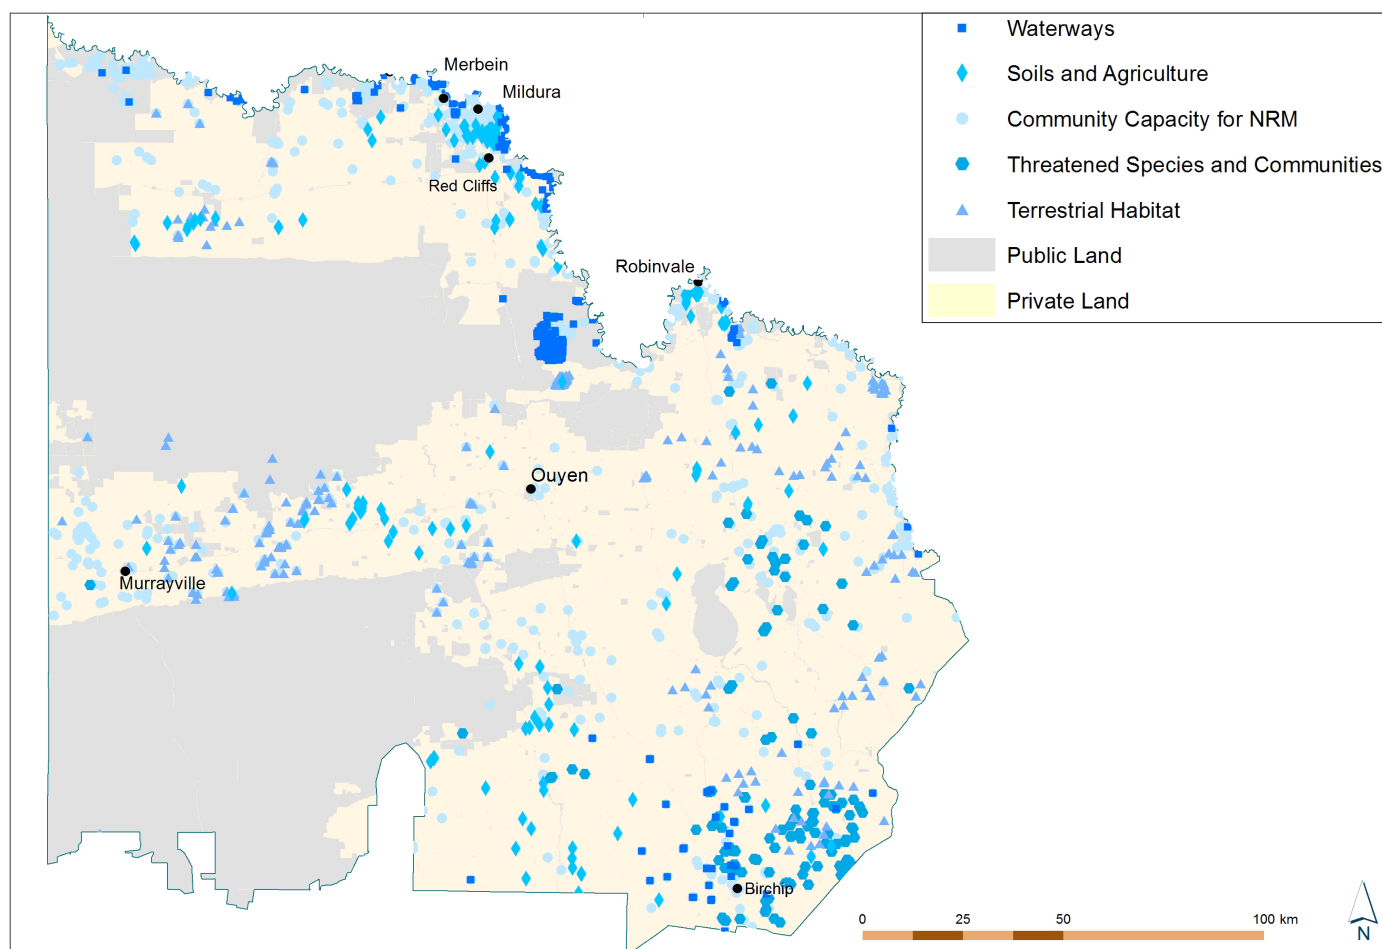 Waterways
Soils and Agriculture
Community Capacity for NRM
Threatened Species and Communities
Terrestrial Habitat
Public Land
Private Land
Merbein
Mildura
Red Cliffs
Robinvale
Ouyen
Murrayville
Birchip
0 25 50 100 km
N